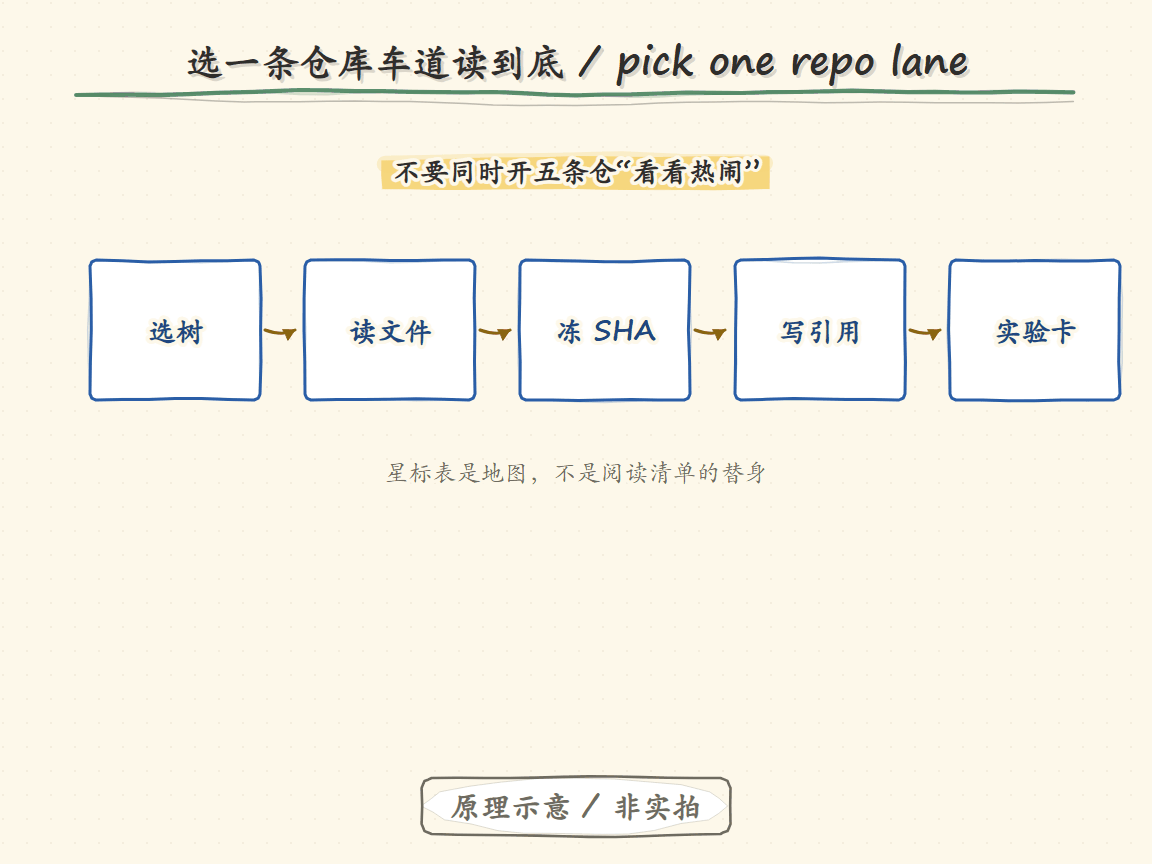 选一条仓库车道读到底 / pick one repo lane
不要同时开五条仓“看看热闹”
选树
读文件
冻 SHA
写引用
实验卡
星标表是地图，不是阅读清单的替身
原理示意 / 非实拍